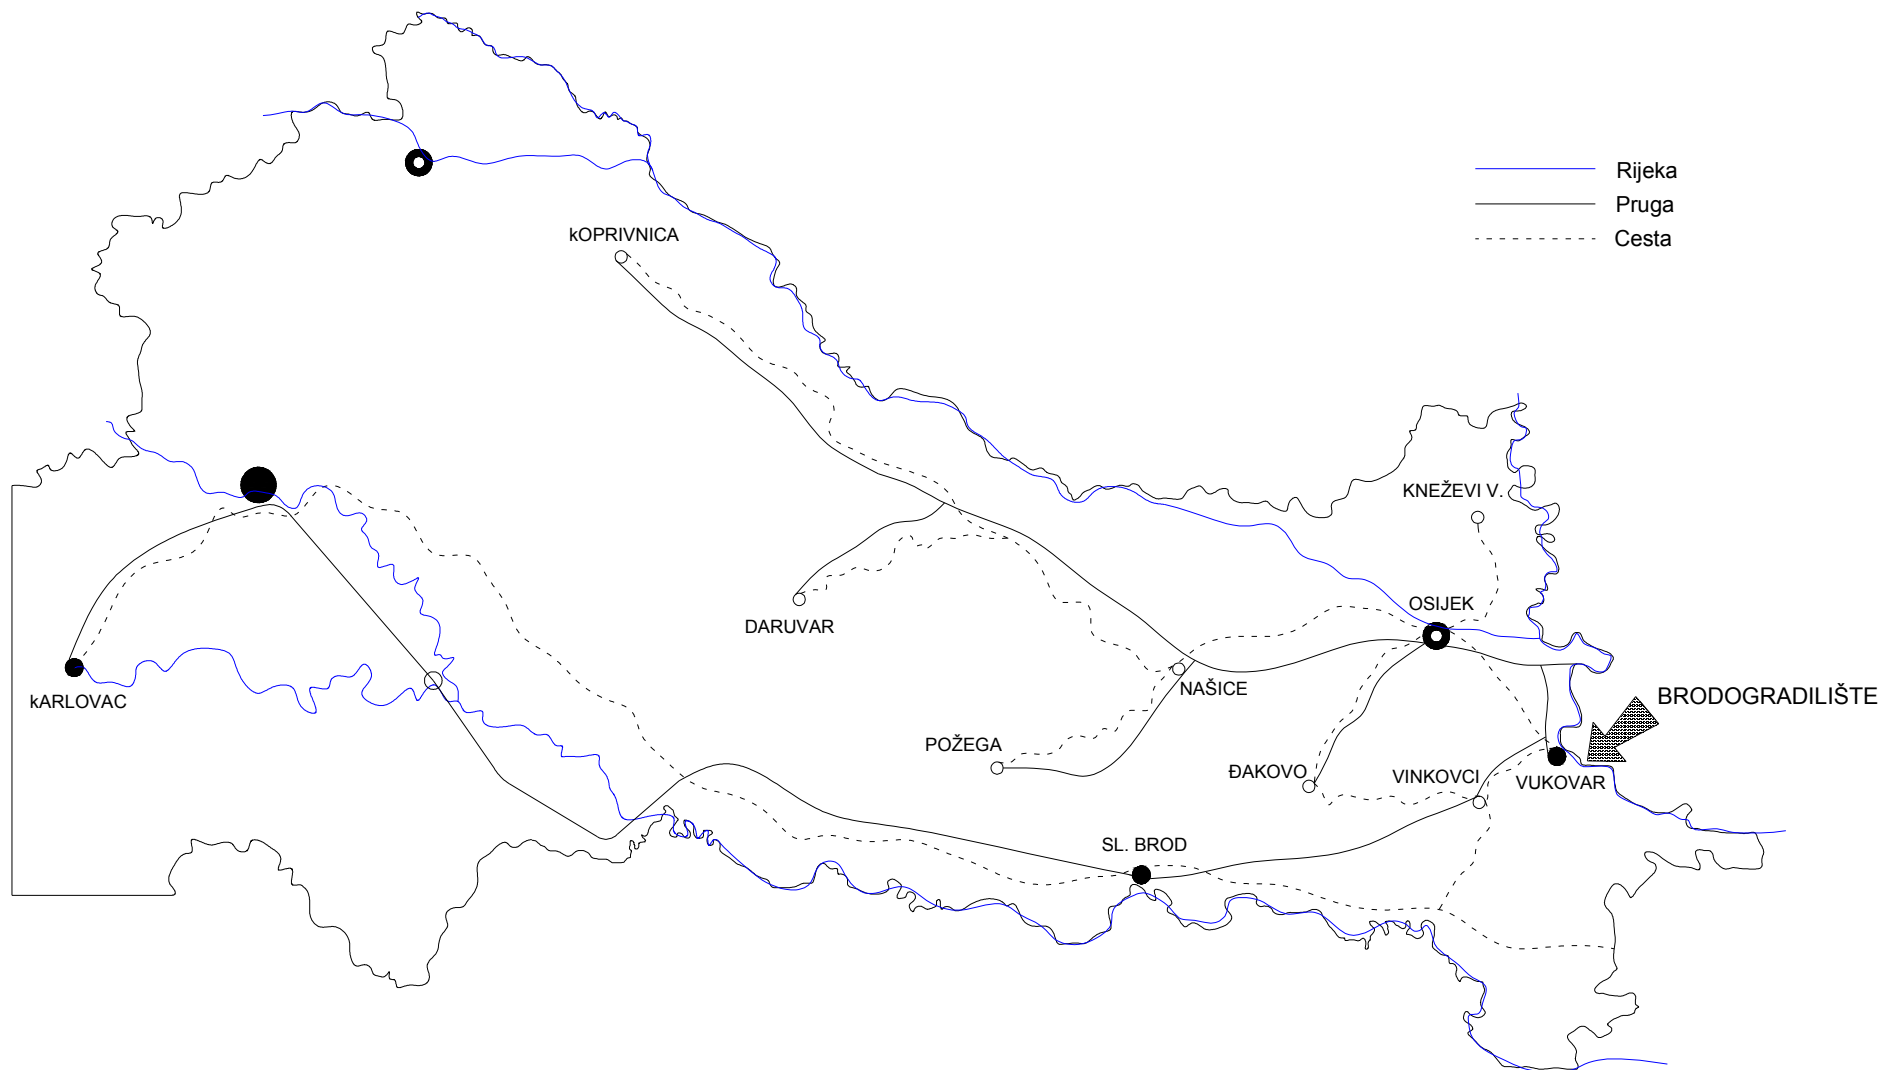 Rijeka
Pruga
kOPRIVNICA
Cesta
KNEŽEVI V.
OSIJEK
DARUVAR
NAŠICE
kARLOVAC
BRODOGRADILIŠTE
POŽEGA
ĐAKOVO
VINKOVCI
VUKOVAR
SL. BROD